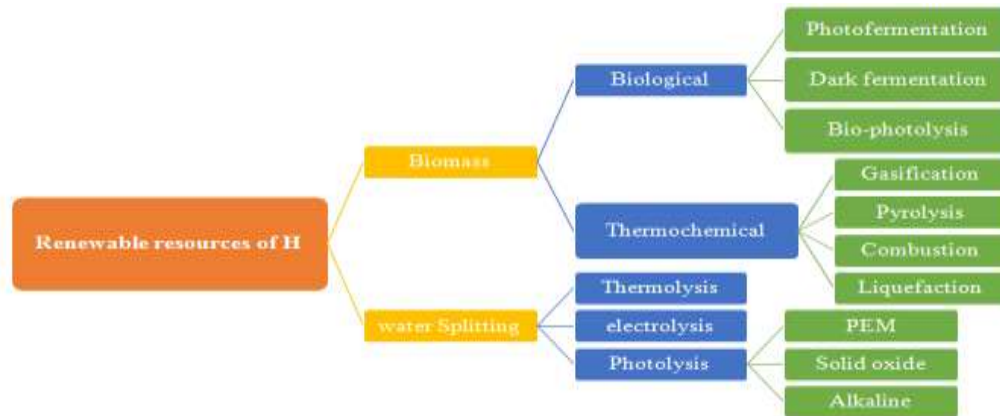 Renewable resources of H
Biomass
Biological
Photofermentation
Dark fermentation
Bio-photolysis
Thermochemical
Gasification
Pyrolysis
Combustion
Liquefaction
water Splitting
Thermolysis
electrolysis
Photolysis
PEM
Solid oxide
Alkaline